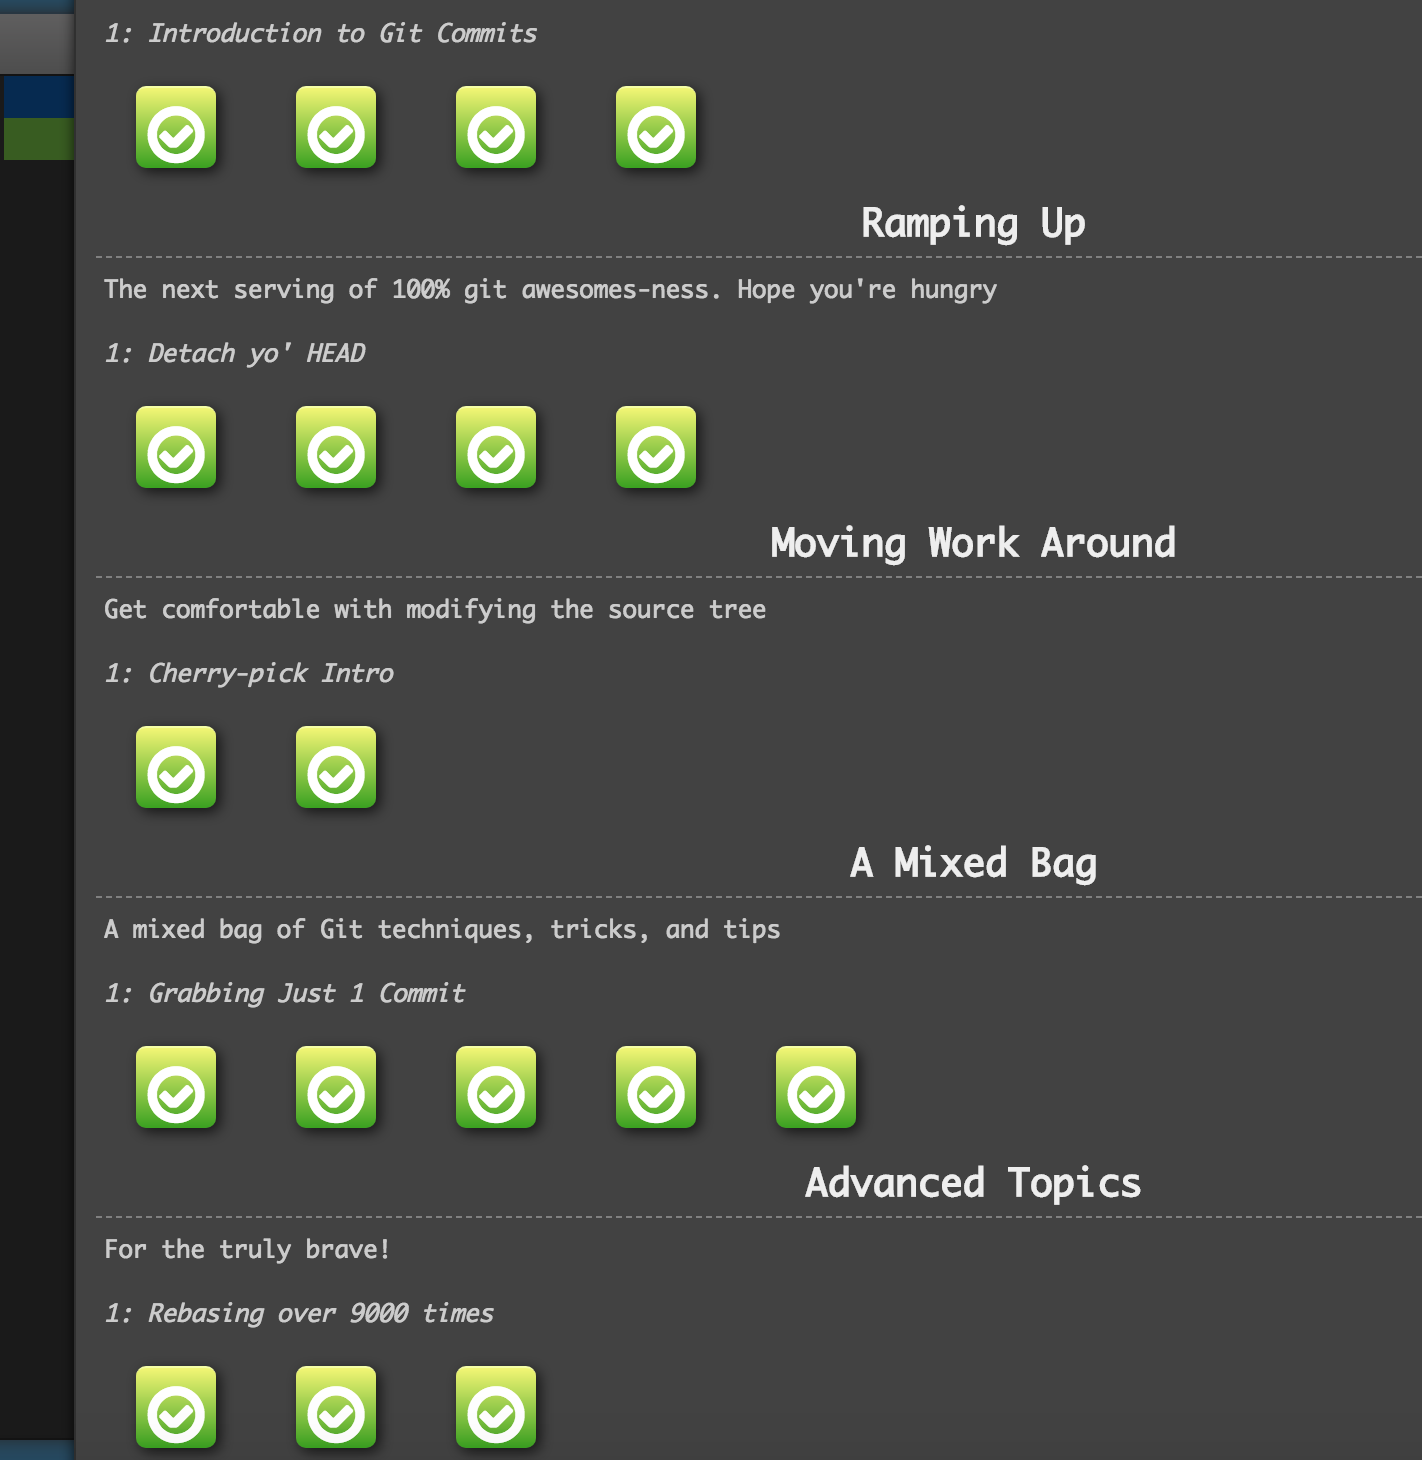 1: Introduction to Git Commits
Ramping Up
The next serving of 100% git awesomes-ness. Hope you're hungry
1: Detach yo' HEAD
Moving Work Around
Get comfortable with modifying the source tree
1: Cherry-pick Intro
A Mixed Bag
A mixed bag of Git techniques, tricks, and tips
1: Grabbing Just 1 Commit
Advanced Topics
For the truly brave!
1: Rebasing over 9000 times